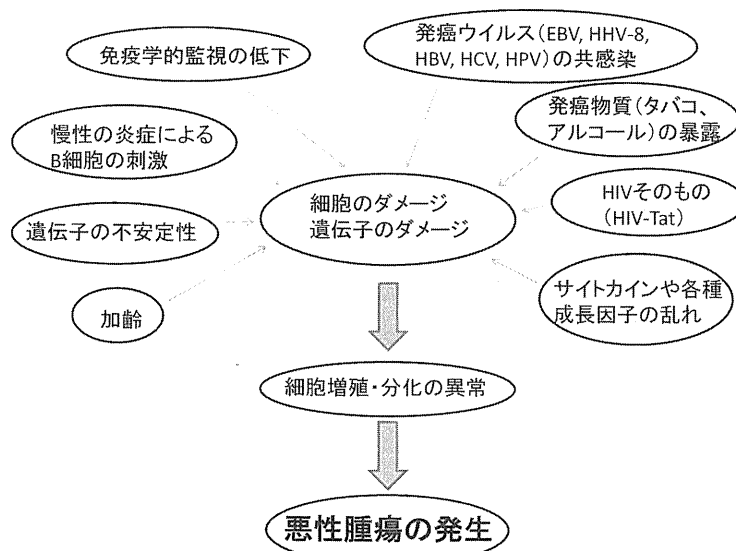 免疫学的監視の低下
発癌ウイルス(EBV, HHV-8,
HBV, HCV, HPV)の共感染
慢性の炎症による
B細胞の刺激
発癌物質(タバコ、
アルコール)の暴露
細胞のダメージ
遺伝子のダメージ
HIVそのもの
(HIV-Tat)
遺伝子の不安定性
加齢
サイトカインや各種
成長因子の乱れ
細胞増殖・分化の異常
悪性腫瘍の発生